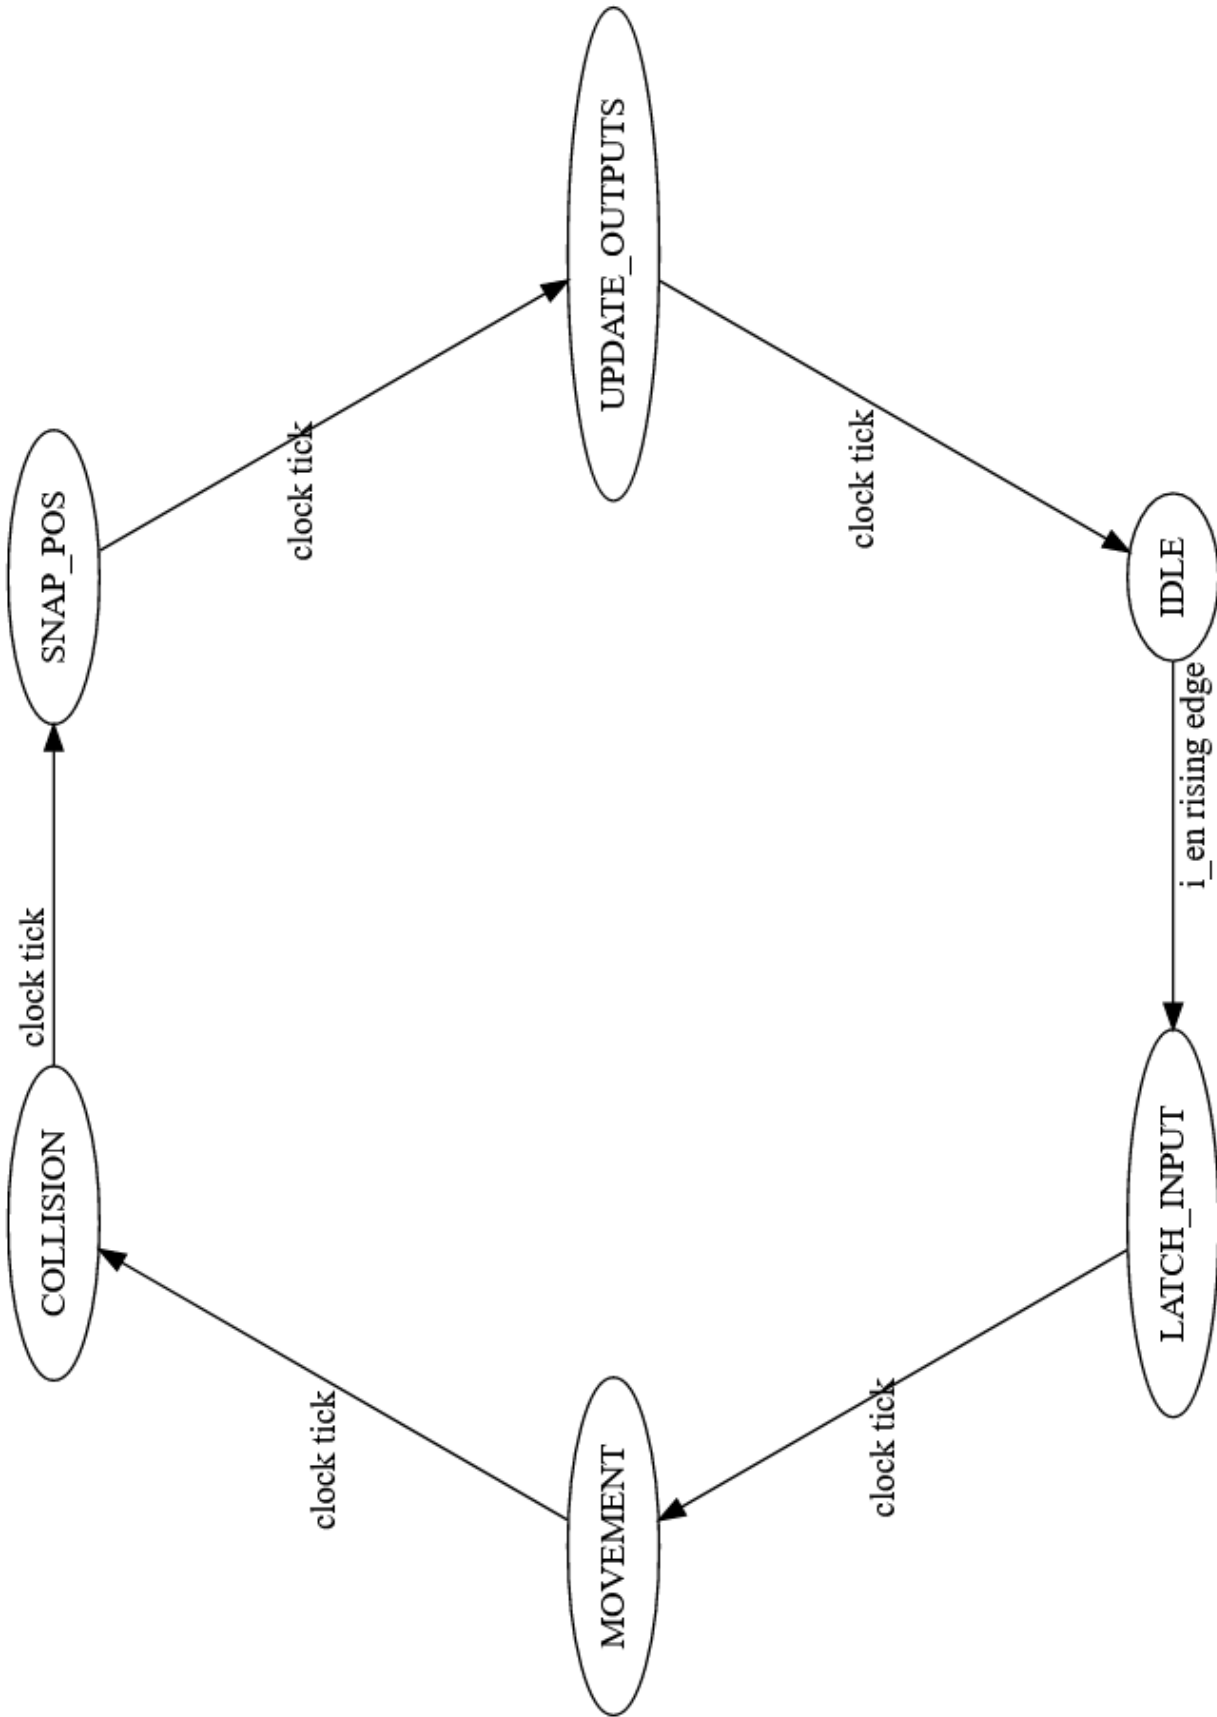 UPDATE_OUTPUTS
clock tick
clock tick
SNAP_POS
IDLE
clock tick
i_en rising edge
COLLISION
LATCH_INPUT
clock tick
clock tick
MOVEMENT